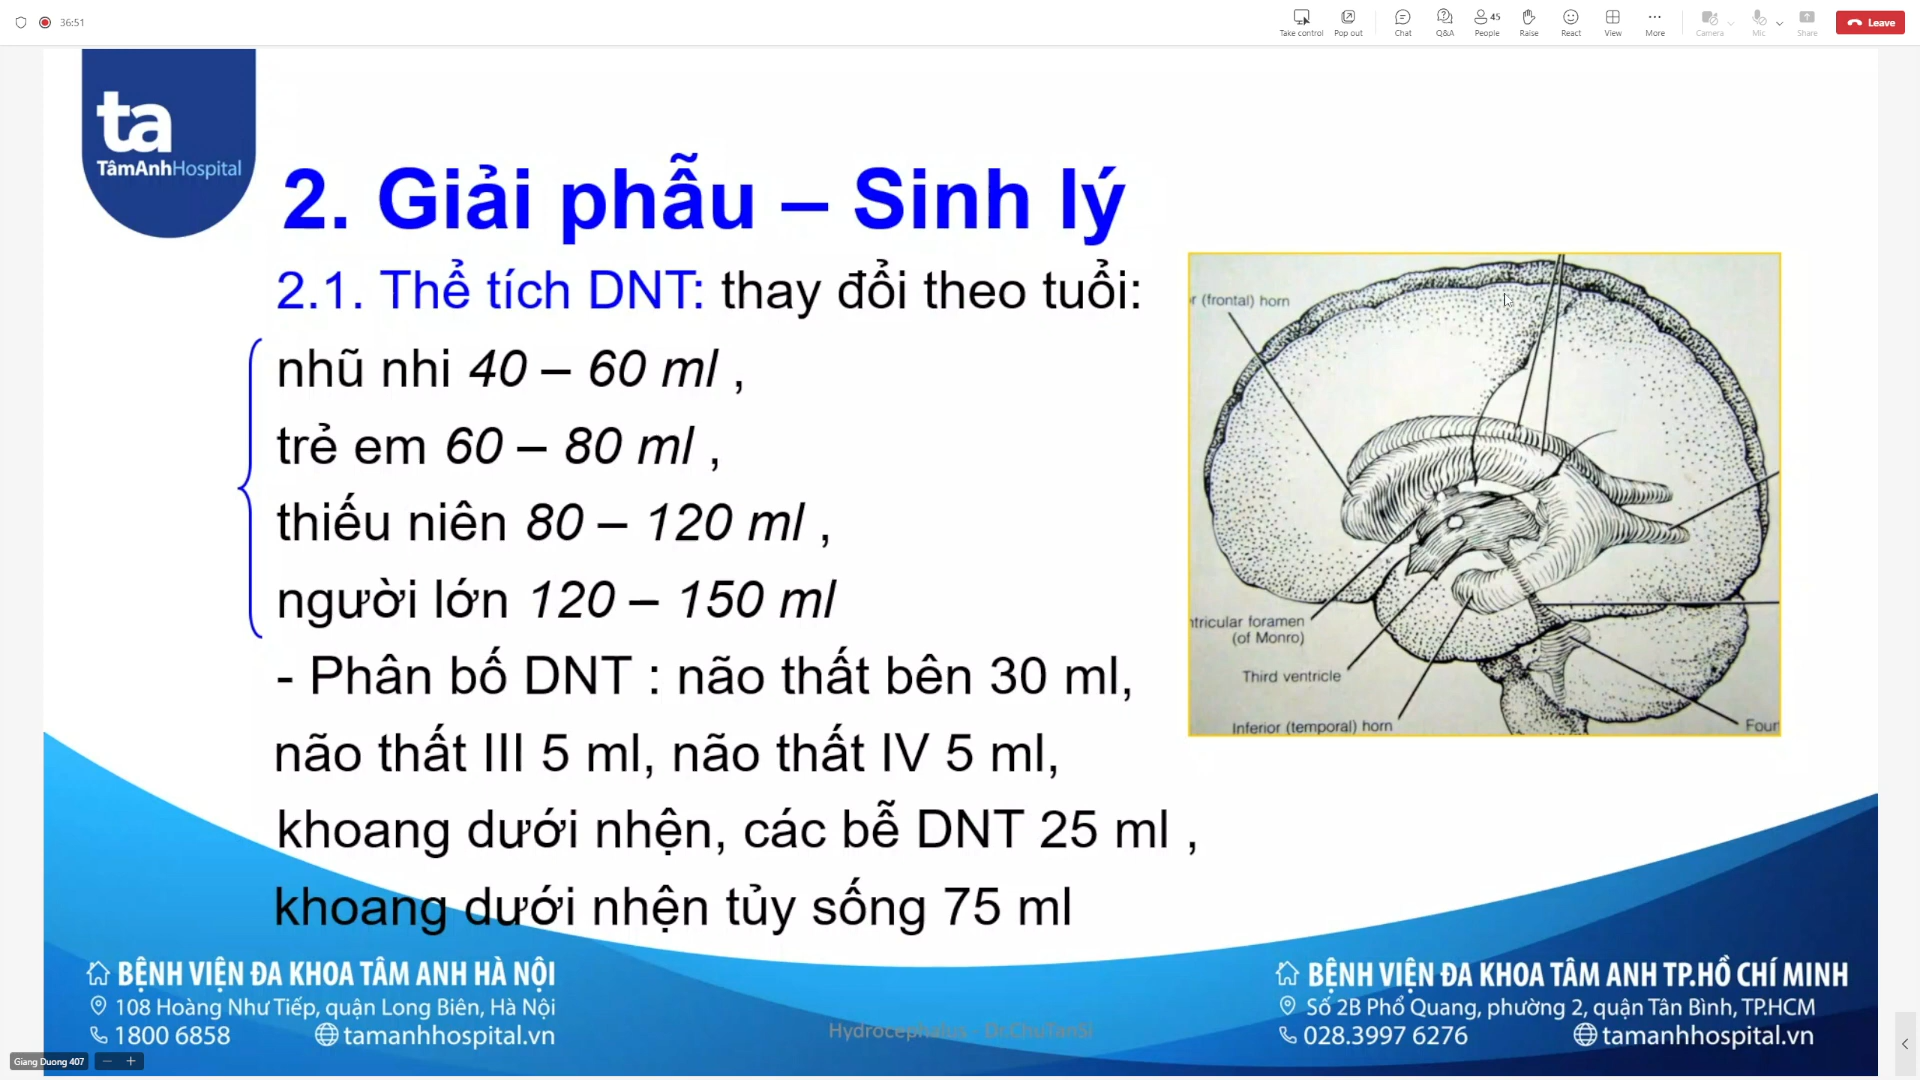 36:51
Take control
Pop out
Chat
Q&A
45
People
Raise
React
View
More
Camera
Mic
Share
Leave
ta
TâmAnhHospital
2. Giải phẫu – Sinh lý
2.1. Thể tích DNT: thay đổi theo tuổi:
nhũ nhi 40 – 60 ml ,
trẻ em 60 – 80 ml ,
thiếu niên 80 – 120 ml ,
người lớn 120 – 150 ml
- Phân bố DNT : não thất bên 30 ml,
não thất III 5 ml, não thất IV 5 ml,
khoang dưới nhện, các bễ DNT 25 ml ,
khoang dưới nhện tủy sống 75 ml
r (frontal) horn
ntricular foramen
(of Monro)
Third ventricle
Inferior (temporal) horn
Four
BỆNH VIỆN ĐA KHOA TÂM ANH HÀ NỘI
108 Hoàng Như Tiếp, quận Long Biên, Hà Nội
1800 6858
tamanhhospital.vn
Hydrocephalus - Dr.ChuTanSi
BỆNH VIỆN ĐA KHOA TÂM ANH TP.HỒ CHÍ MINH
Số 2B Phổ Quang, phường 2, quận Tân Bình, TP.HCM
028.3997 6276
tamanhhospital.vn
Giang Duong 407